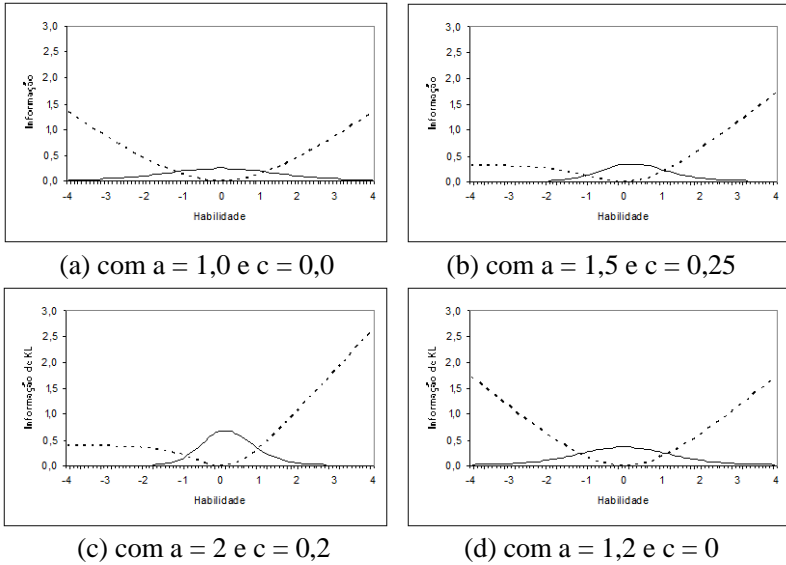 3,0
2,5
2,0
1,5
1,0
0,5
0,0
Informação
-4 -3 -2 -1 0 1 2 3 4
Habilidade
(a) com a = 1,0 e c = 0,0
3,0
2,5
2,0
1,5
1,0
0,5
0,0
Informação
-4 -3 -2 -1 0 1 2 3 4
Habilidade
(b) com a = 1,5 e c = 0,25
3,0
2,5
2,0
1,5
1,0
0,5
0,0
Informação de KL
-4 -3 -2 -1 0 1 2 3 4
Habilidade
(c) com a = 2 e c = 0,2
3,0
2,5
2,0
1,5
1,0
0,5
0,0
Informação de KL
-4 -3 -2 -1 0 1 2 3 4
Habilidade
(d) com a = 1,2 e c = 0